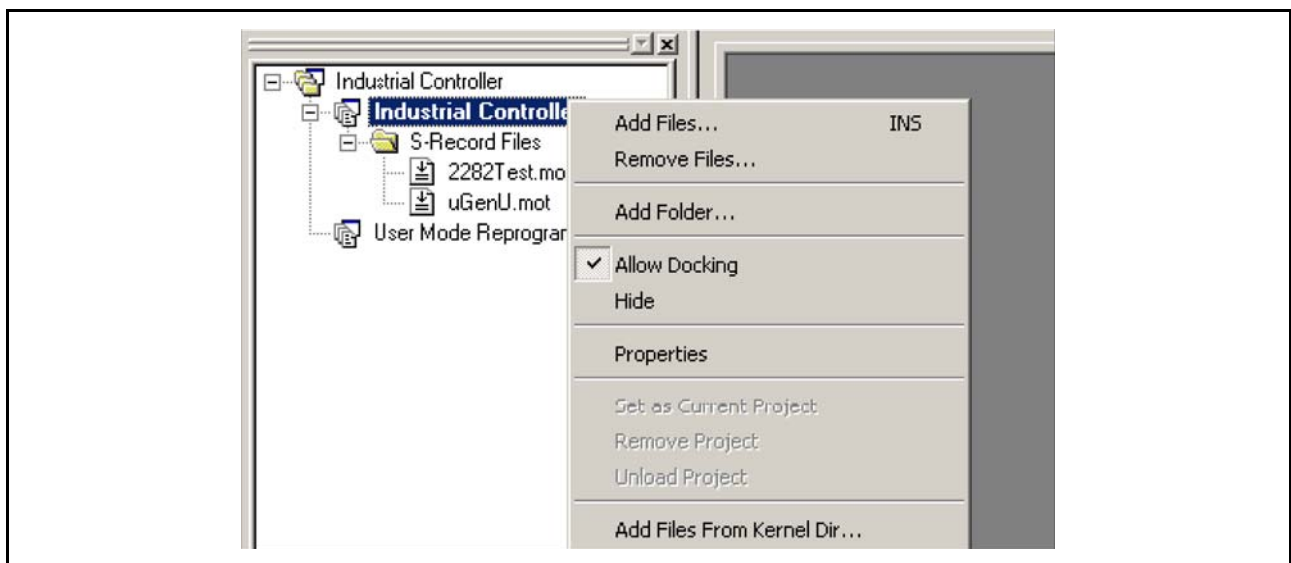 Industrial Controller
Industrial Controlle
S-Record Files
2282Test.mo
uGenU.mot
User Mode Reprogra
Add Files... INS
Remove Files...
Add Folder...
Allow Docking
Hide
Properties
Set as Current Project
Remove Project
Unload Project
Add Files From Kernel Dir...